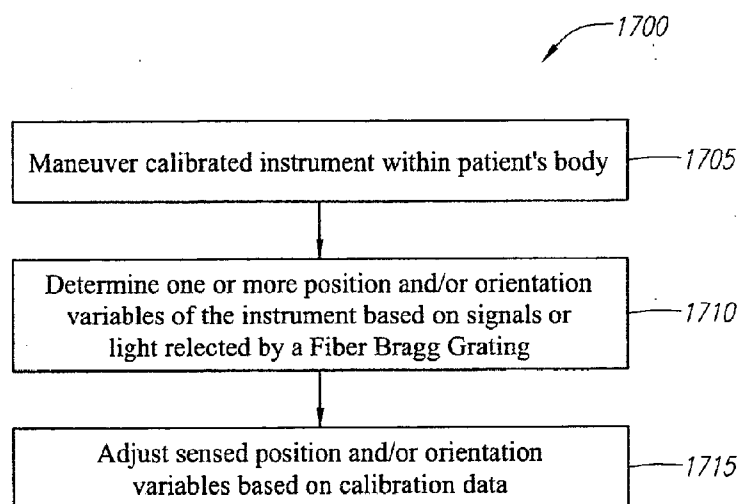 1700
Maneuver calibrated instrument within patient's body
1705
Determine one or more position and/or orientation
variables of the instrument based on signals or
light relected by a Fiber Bragg Grating
1710
Adjust sensed position and/or orientation
variables based on calibration data
1715